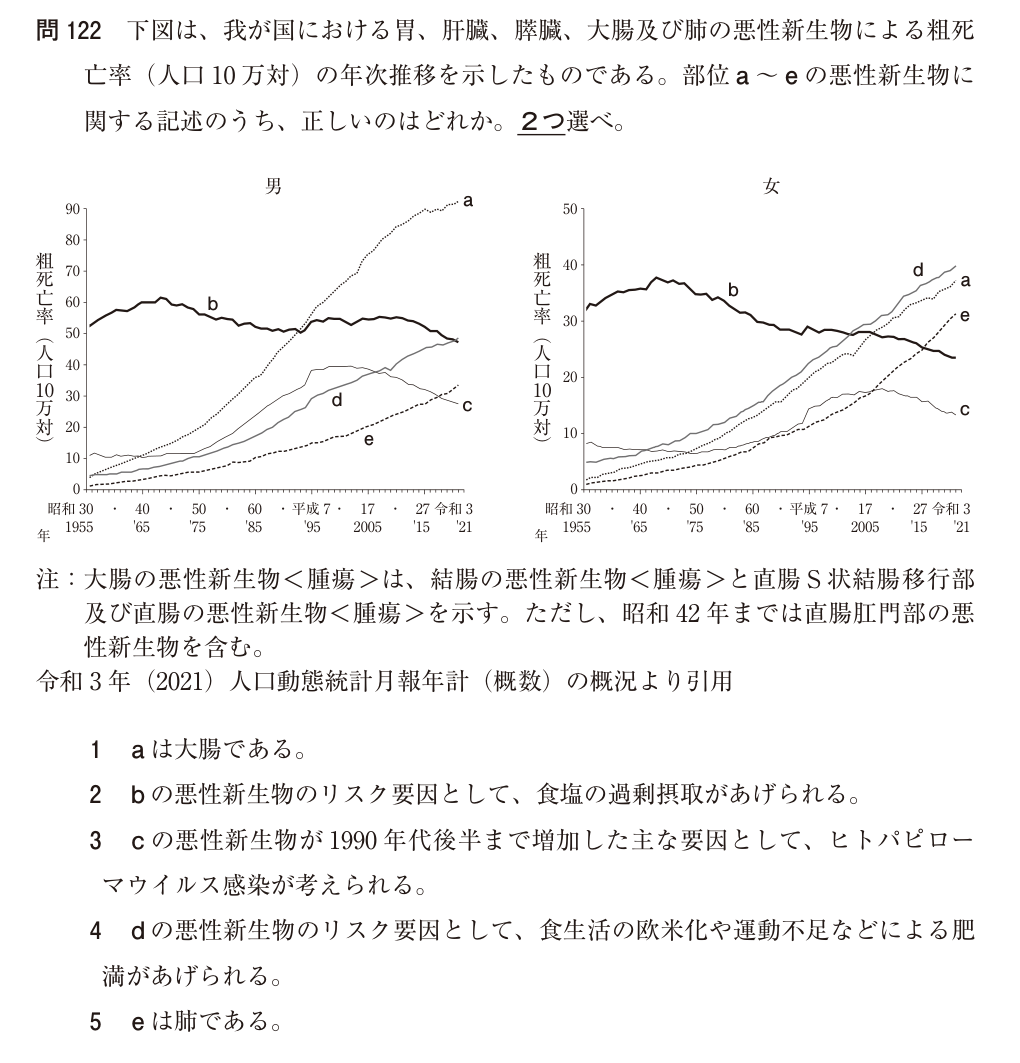 問 122　下図は、我が国における胃、肝臓、膵臓、大腸及び肺の悪性新生物による粗死
亡率（人口 10 万対）の年次推移を示したものである。部位 a ～ e の悪性新生物に
関する記述のうち、正しいのはどれか。２つ選べ。
男
90
80
70
60
50
40
30
20
10
0
粗死亡率（人口10万対）
a
b
c
d
e
昭和 30 ・ 40 ・ 50 ・ 60 ・ 平成 7 ・ 17 ・ 27 令和 3
1955 '65 '75 '85 '95 2005 '15 '21
年
女
50
40
30
20
10
0
粗死亡率（人口10万対）
d
a
b
e
c
昭和 30 ・ 40 ・ 50 ・ 60 ・ 平成 7 ・ 17 ・ 27 令和 3
1955 '65 '75 '85 '95 2005 '15 '21
年
注：大腸の悪性新生物＜腫瘍＞は、結腸の悪性新生物＜腫瘍＞と直腸Ｓ状結腸移行部
及び直腸の悪性新生物＜腫瘍＞を示す。ただし、昭和 42 年までは直腸肛門部の悪
性新生物を含む。
令和 3 年（2021）人口動態統計月報年計（概数）の概況より引用
1　a は大腸である。
2　b の悪性新生物のリスク要因として、食塩の過剰摂取があげられる。
3　c の悪性新生物が 1990 年代後半まで増加した主な要因として、ヒトパピロー
マウイルス感染が考えられる。
4　d の悪性新生物のリスク要因として、食生活の欧米化や運動不足などによる肥
満があげられる。
5　e は肺である。